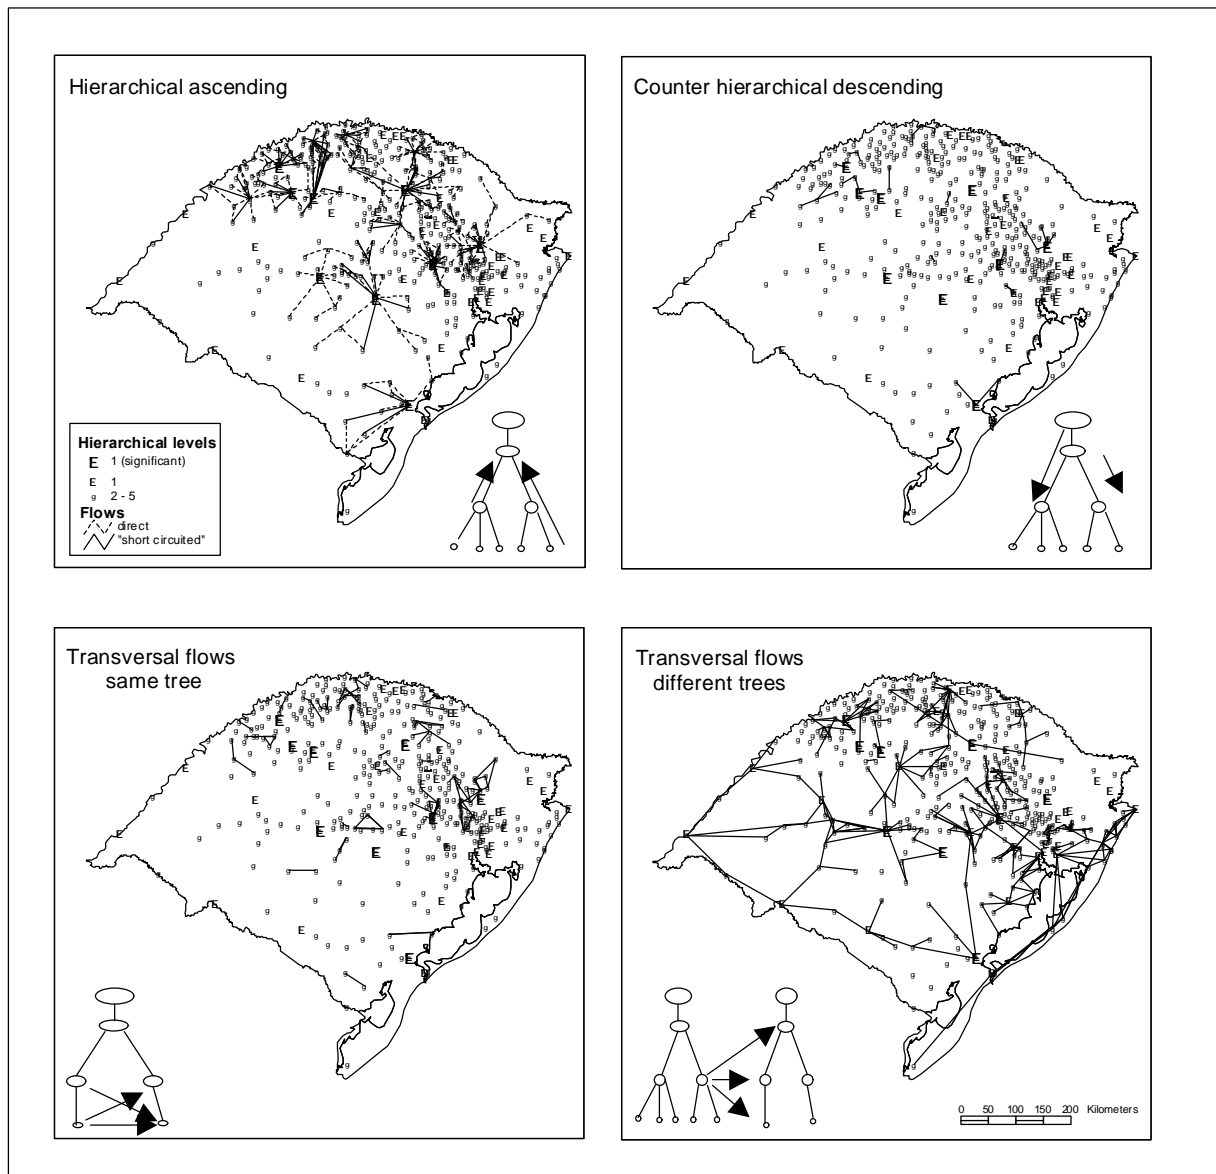 Hierarchical ascending
Counter hierarchical descending
Hierarchical levels
E 1 (significant)
E 1
g 2 - 5
Flows
direct
"short circuited"
Transversal flows
same tree
Transversal flows
different trees
0 50 100 150 200 Kilometers